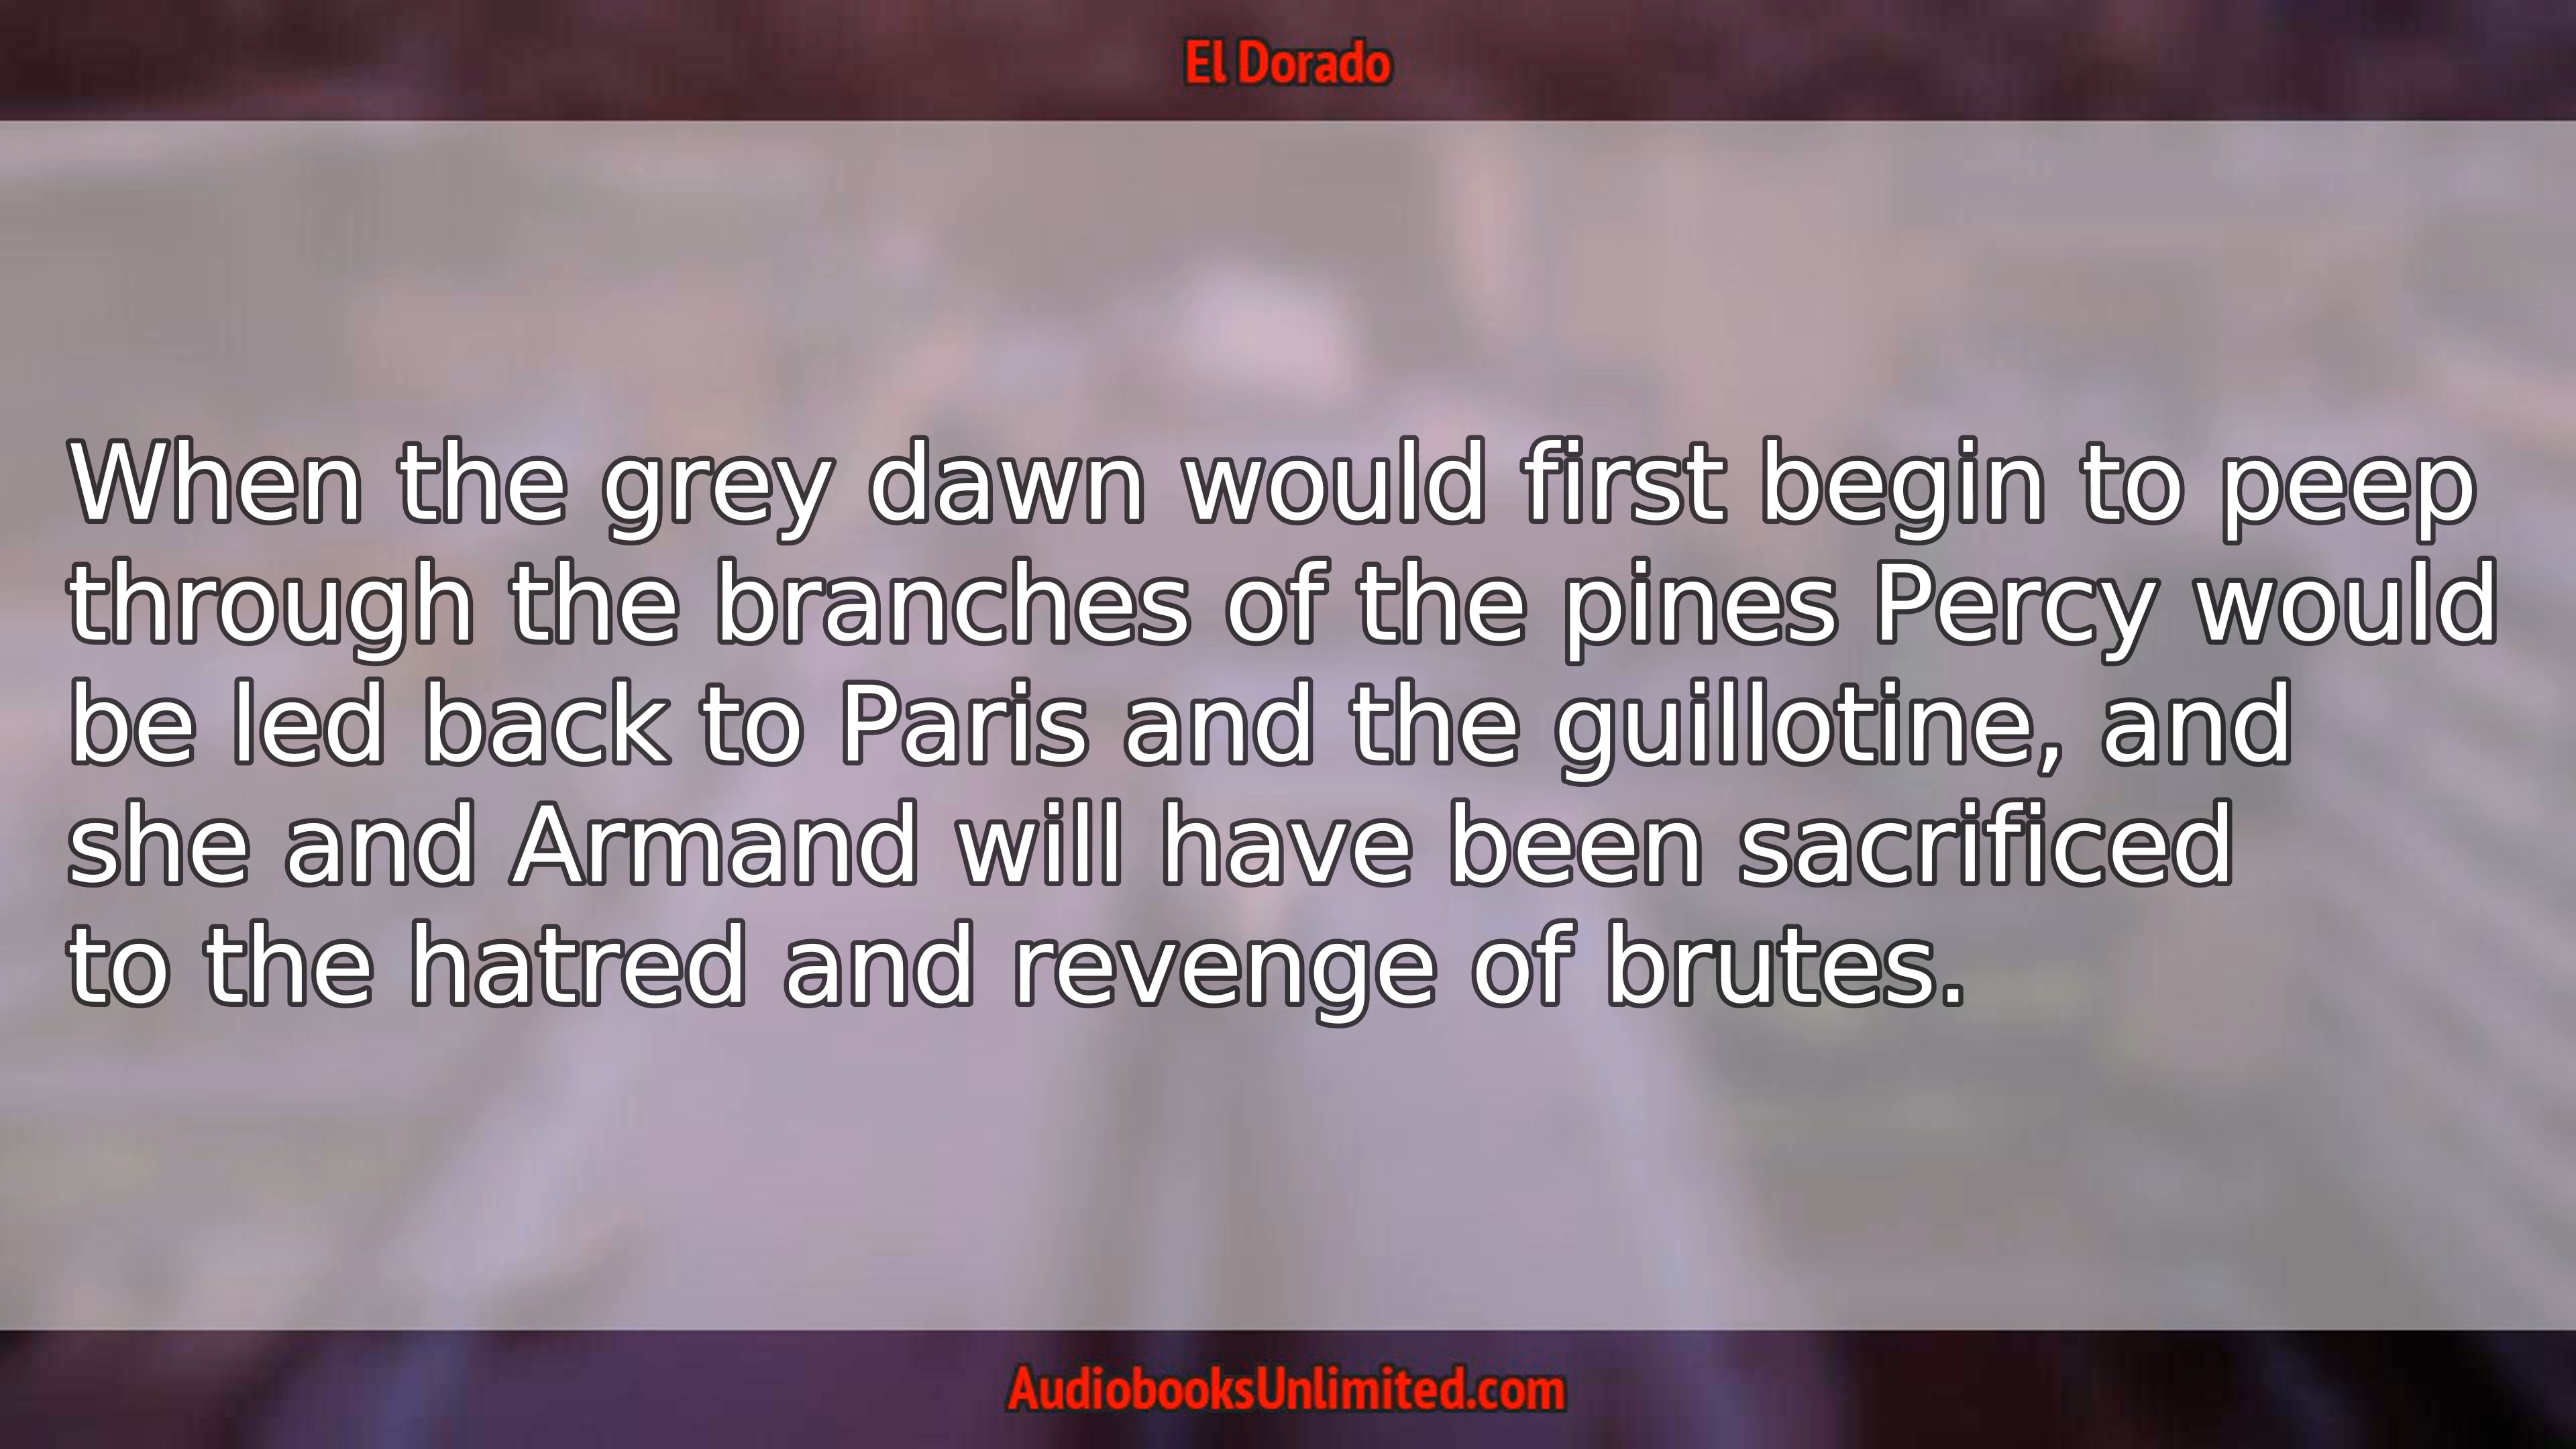 El Dorado
When the grey dawn would first begin to peep
through the branches of the pines Percy would
be led back to Paris and the guillotine, and
she and Armand will have been sacrificed
to the hatred and revenge of brutes.
AudiobooksUnlimited.com